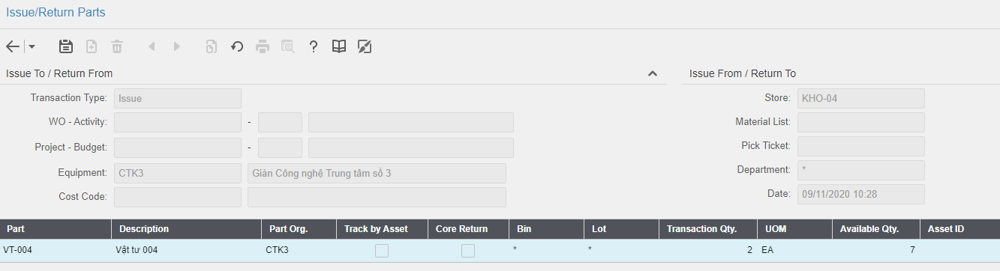 Issue/Return Parts
Issue To / Return From
Transaction Type: Issue
WO - Activity: -
Project - Budget: -
Equipment: CTK3 Giàn Công nghệ Trung tâm số 3
Cost Code:
Issue From / Return To
Store: KHO-04
Material List:
Pick Ticket:
Department: *
Date: 09/11/2020 10:28
Part Description Part Org. Track by Asset Core Return Bin Lot Transaction Qty. UOM Available Qty. Asset ID
VT-004 Vật tư 004 CTK3 * * 2 EA 7